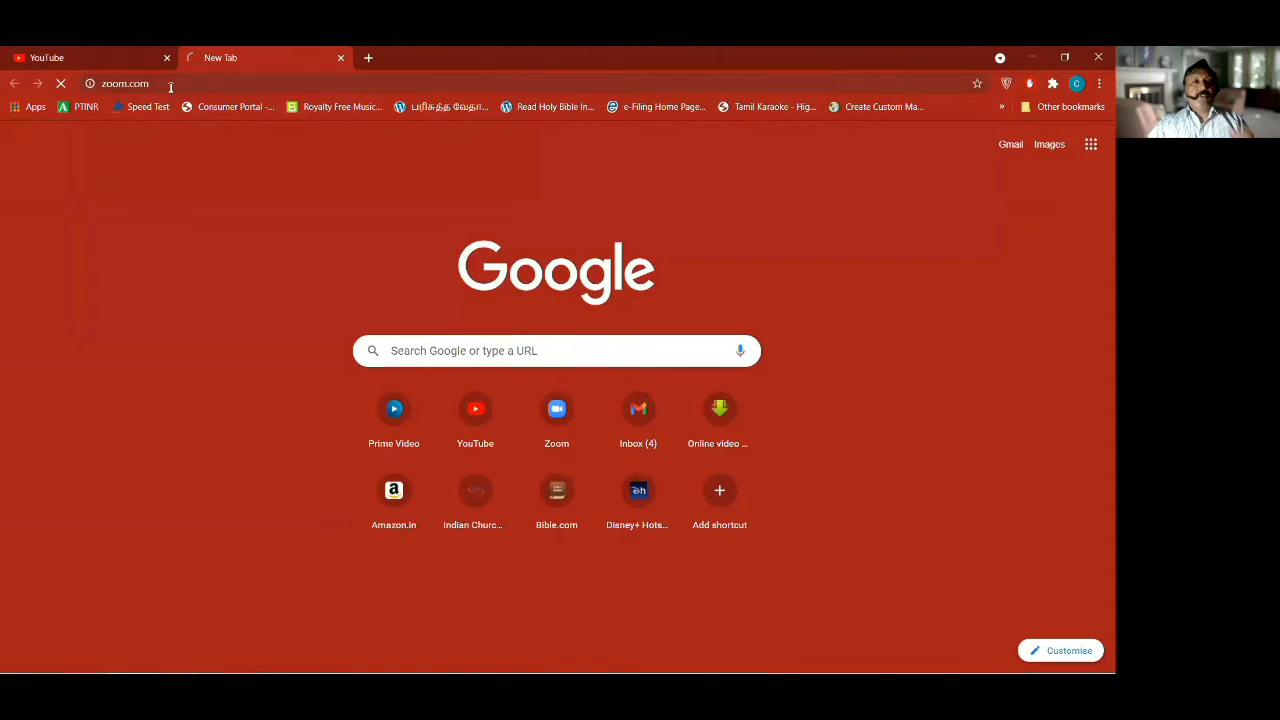 YouTube
New Tab
zoom.com
Apps
PTINR
Speed Test
Consumer Portal -...
Royalty Free Music...
பரிசுத்த வேதா...
Read Holy Bible In...
e-Filing Home Page...
Tamil Karaoke - Hig...
Create Custom Ma...
»
Other bookmarks
Gmail
Images
Google
Search Google or type a URL
Prime Video
YouTube
Zoom
Inbox (4)
Online video ...
Amazon.in
Indian Churc...
Bible.com
Disney+ Hots...
Add shortcut
Customise